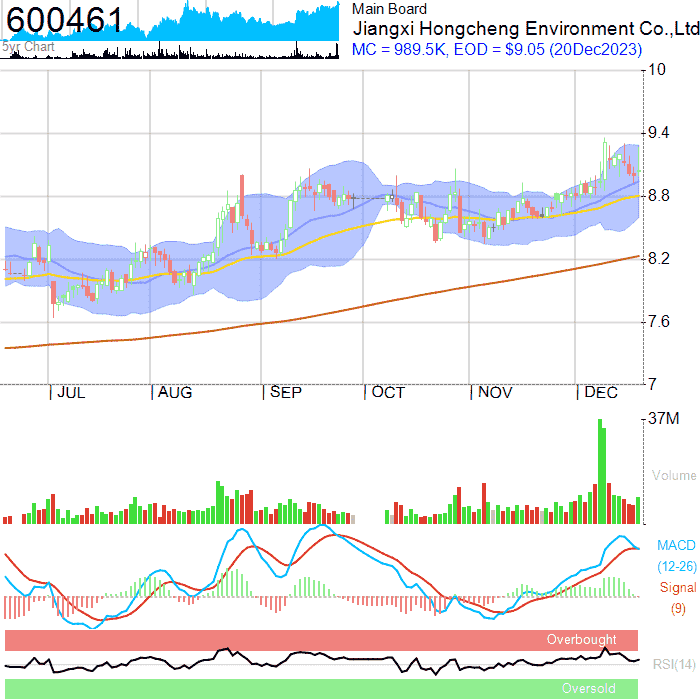 600461
5yr Chart
Main Board
Jiangxi Hongcheng Environment Co.,Ltd
MC = 989.5K, EOD = $9.05 (20Dec2023)
10
9.4
8.8
8.2
7.6
7
JUL
AUG
SEP
OCT
NOV
DEC
37M
Volume
MACD
(12-26)
Signal
(9)
Overbought
RSI(14)
Oversold